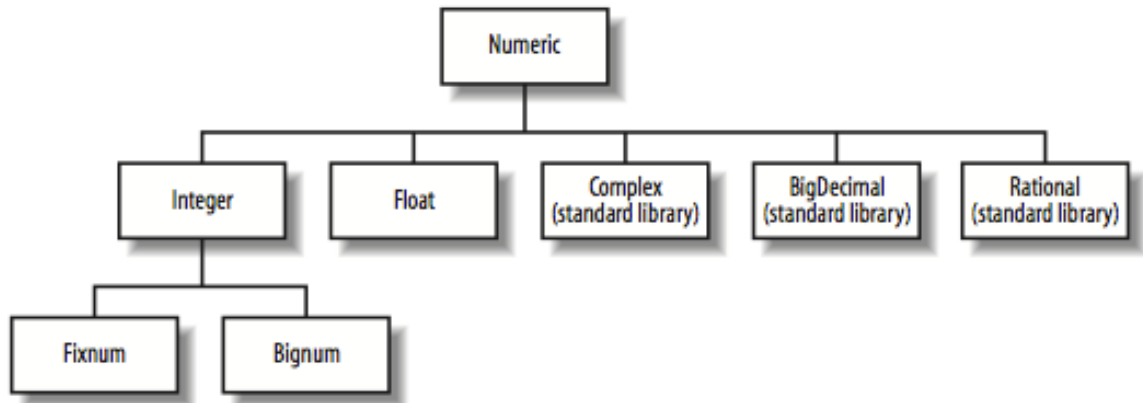 Numeric
Integer
Float
Complex
(standard library)
BigDecimal
(standard library)
Rational
(standard library)
Fixnum
Bignum